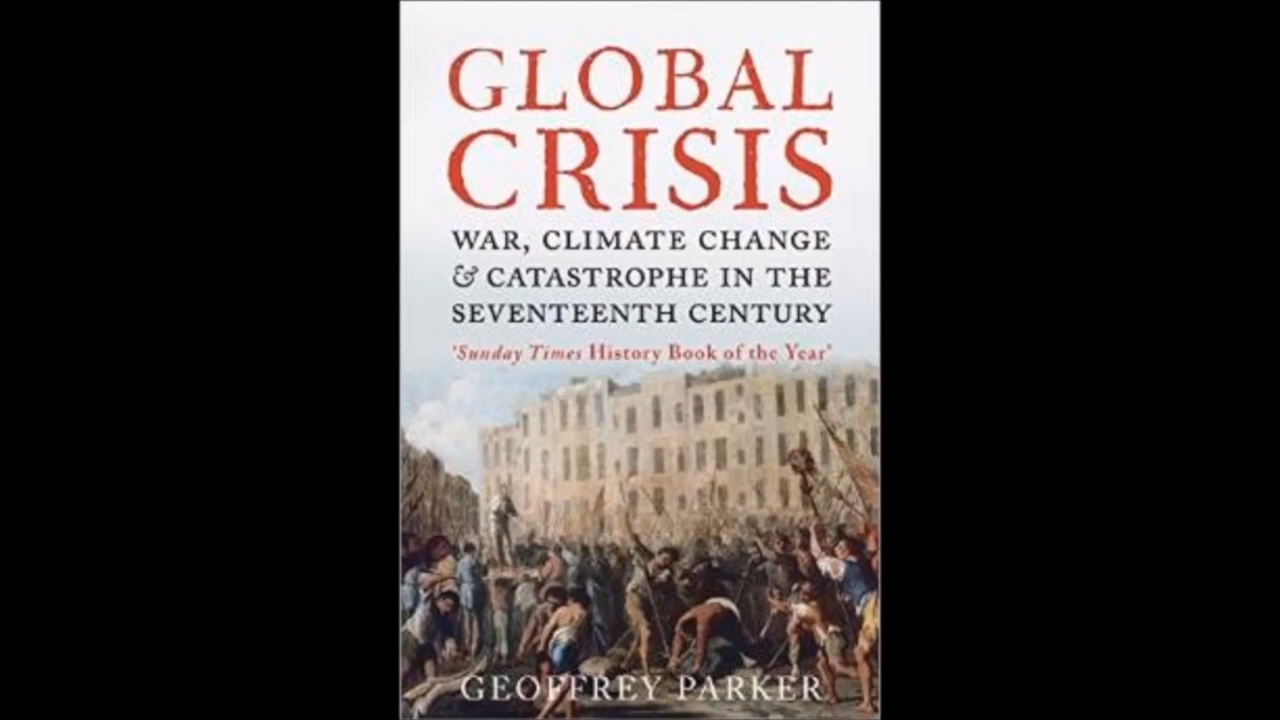 GLOBAL
CRISIS
WAR, CLIMATE CHANGE
& CATASTROPHE IN THE
SEVENTEENTH CENTURY
‘Sunday Times History Book of the Year’
GEOFFREY PARKER